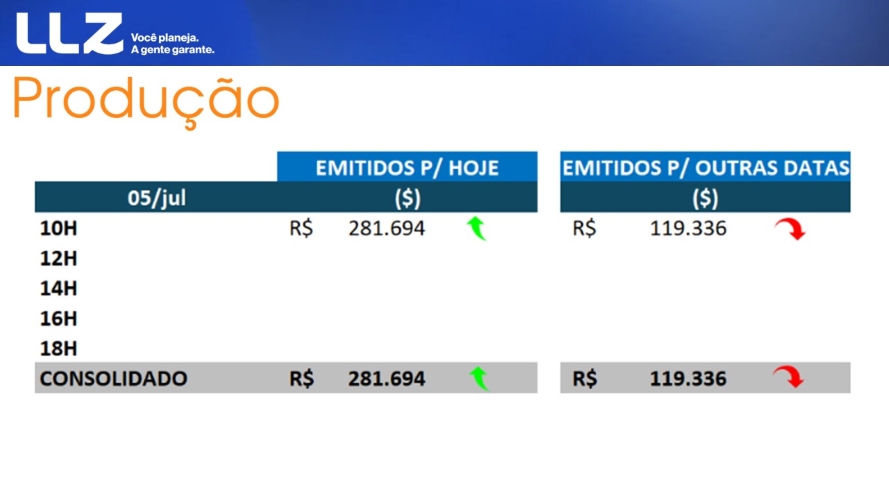 LLZ Você planeja.
A gente garante.
Produção
EMITIDOS P/ HOJE EMITIDOS P/ OUTRAS DATAS
05/jul ($) ($)
10H R$ 281.694 R$ 119.336
12H
14H
16H
18H
CONSOLIDADO R$ 281.694 R$ 119.336